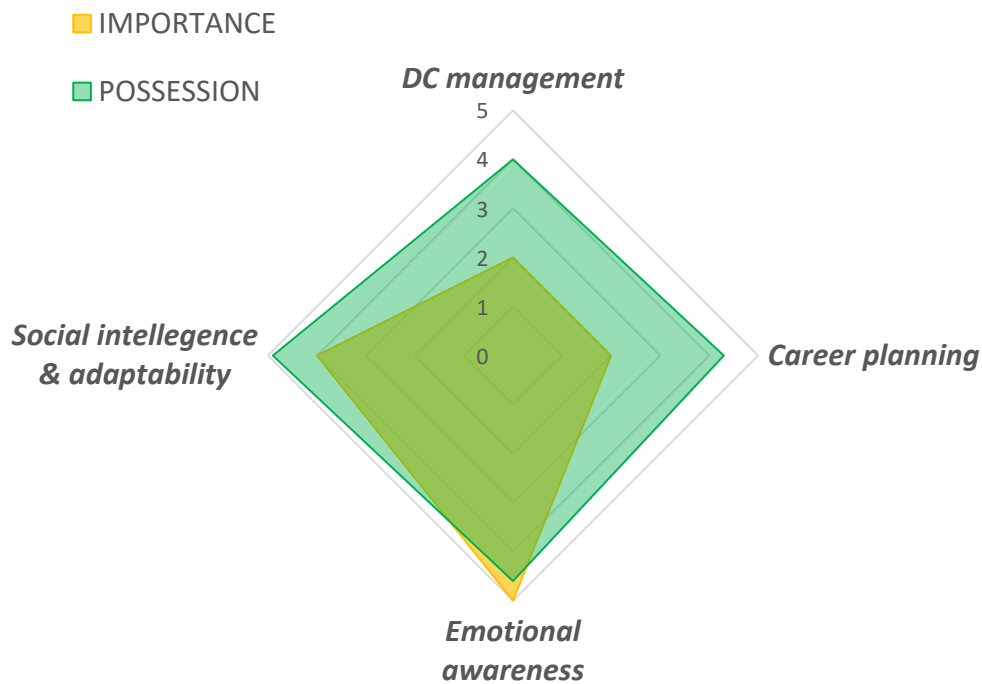 IMPORTANCE
POSSESSION
DC management
5
4
3
2
1
0
Social intellegence
& adaptability
Career planning
Emotional
awareness